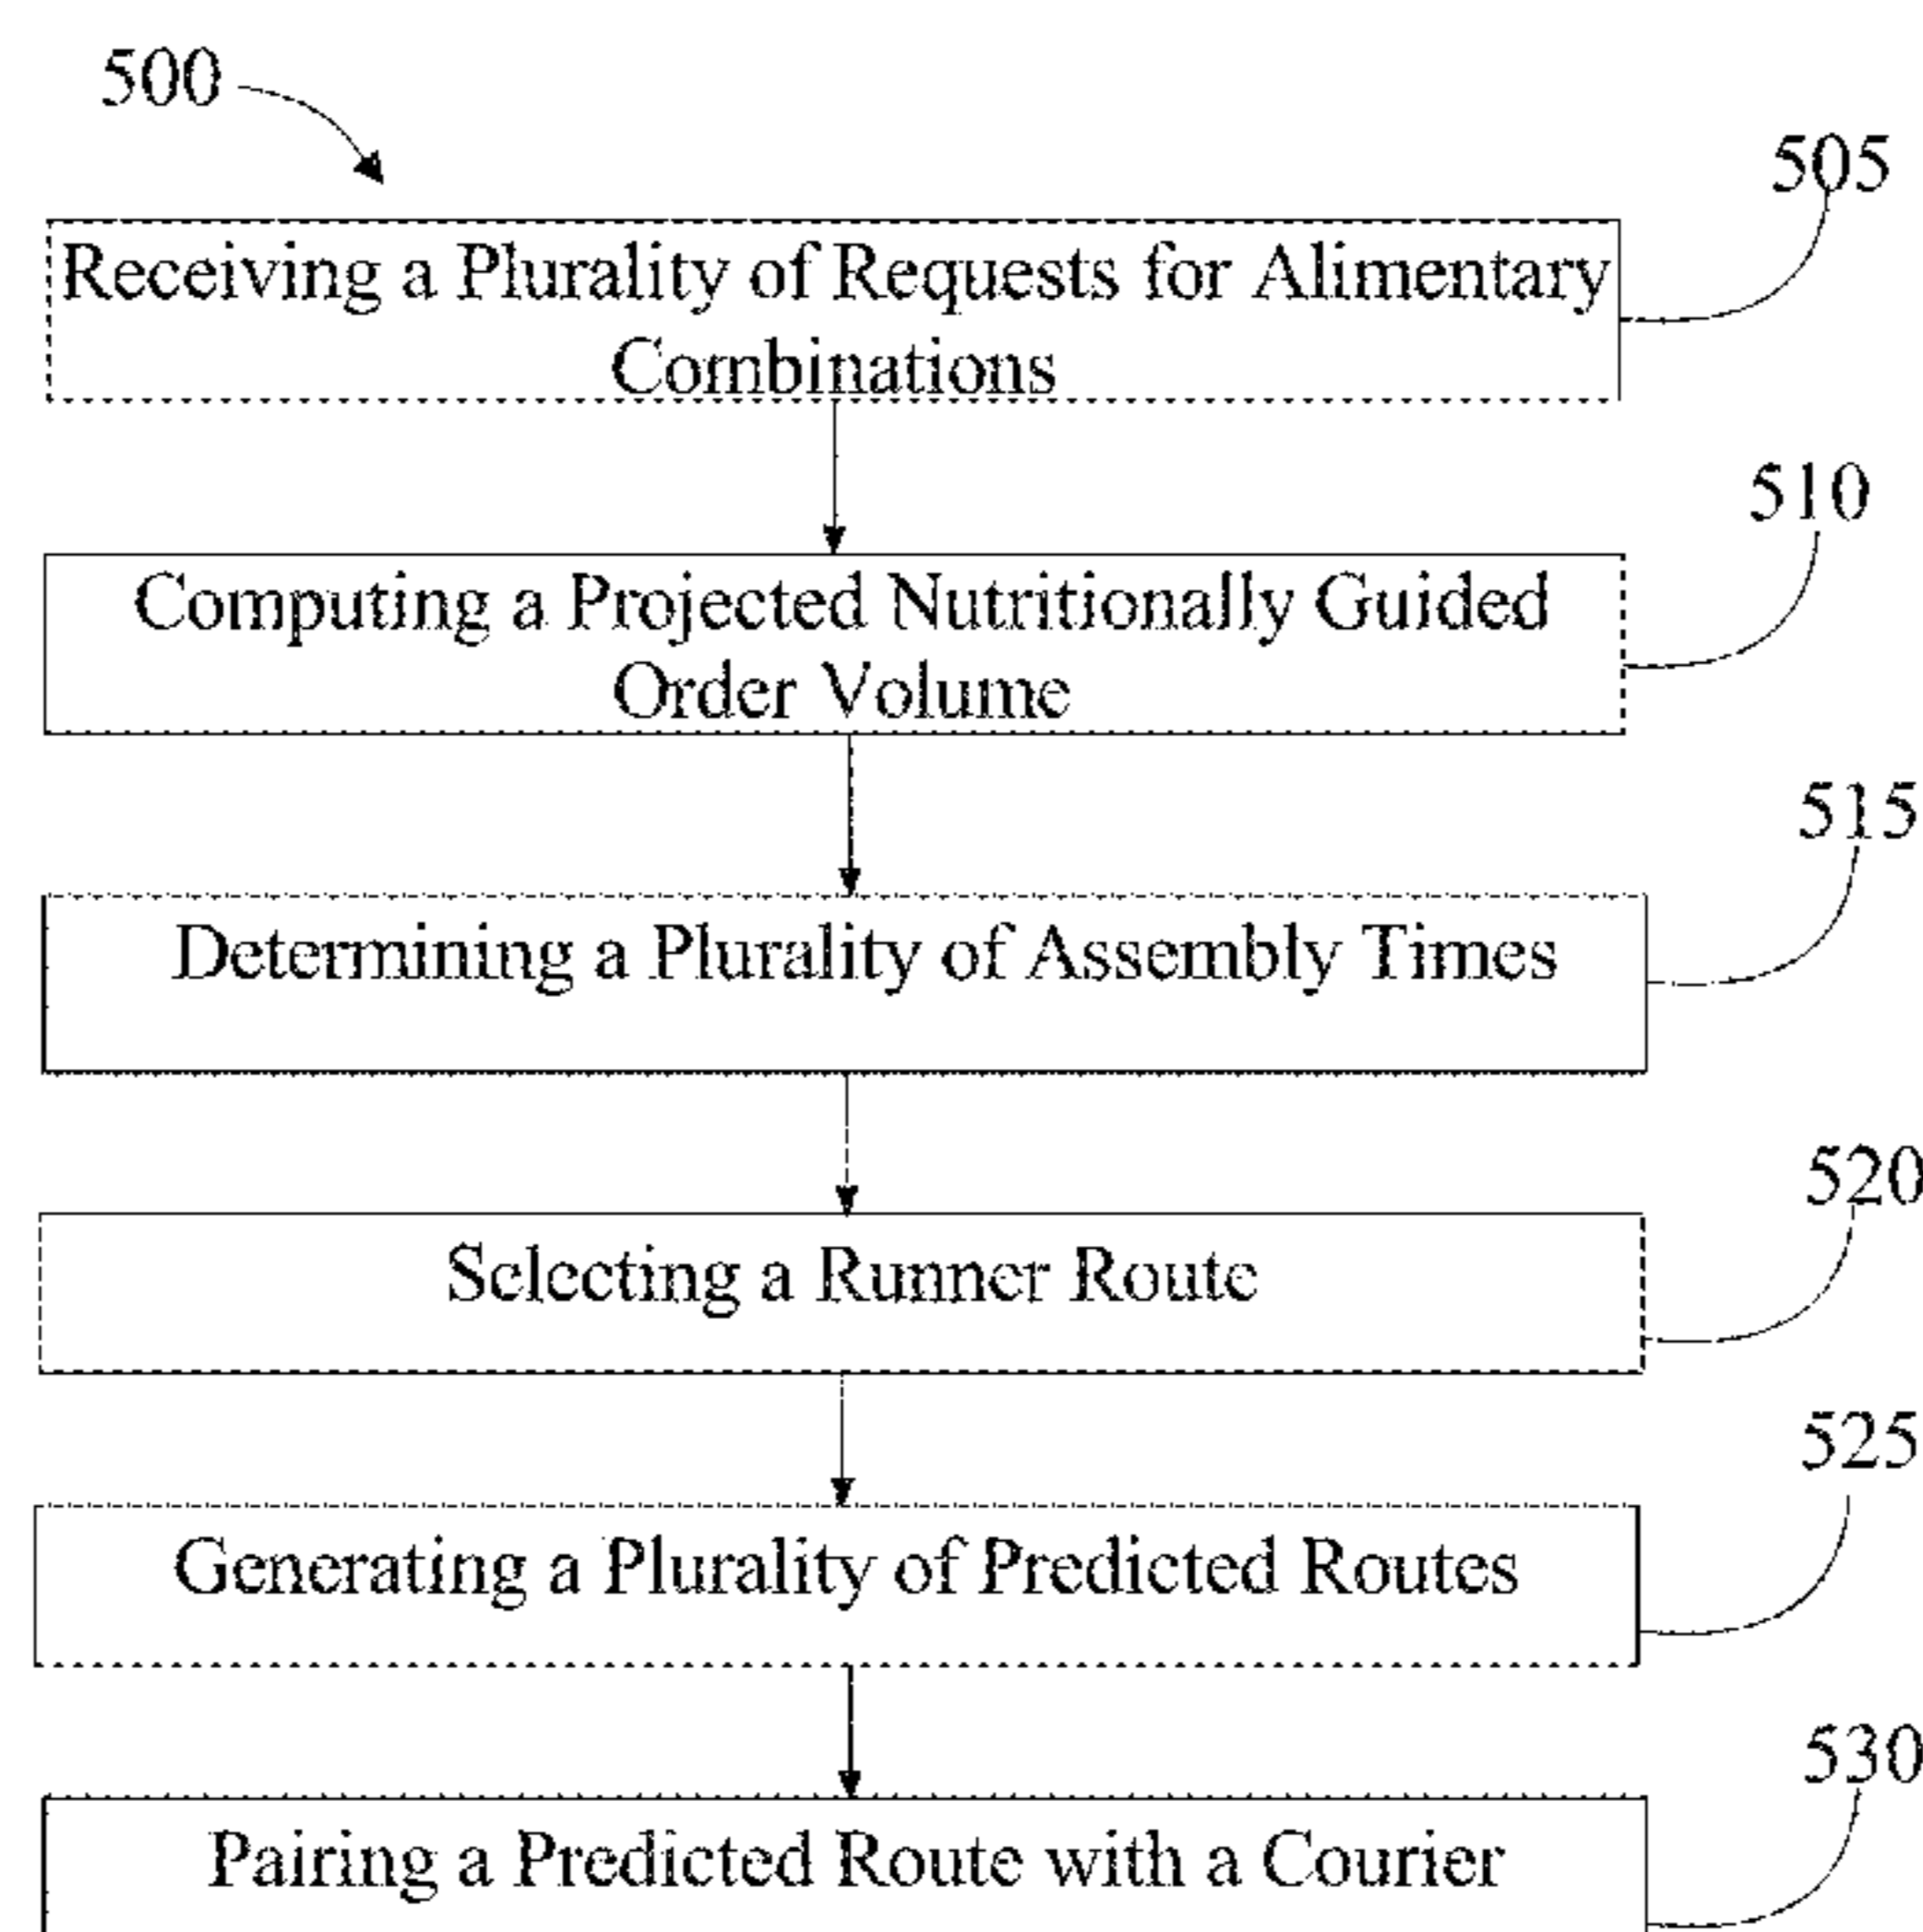 500
505
Receiving a Plurality of Requests for Alimentary
Combinations
510
Computing a Projected Nutritionally Guided
Order Volume
515
Determining a Plurality of Assembly Times
520
Selecting a Runner Route
525
Generating a Plurality of Predicted Routes
530
Pairing a Predicted Route with a Courier